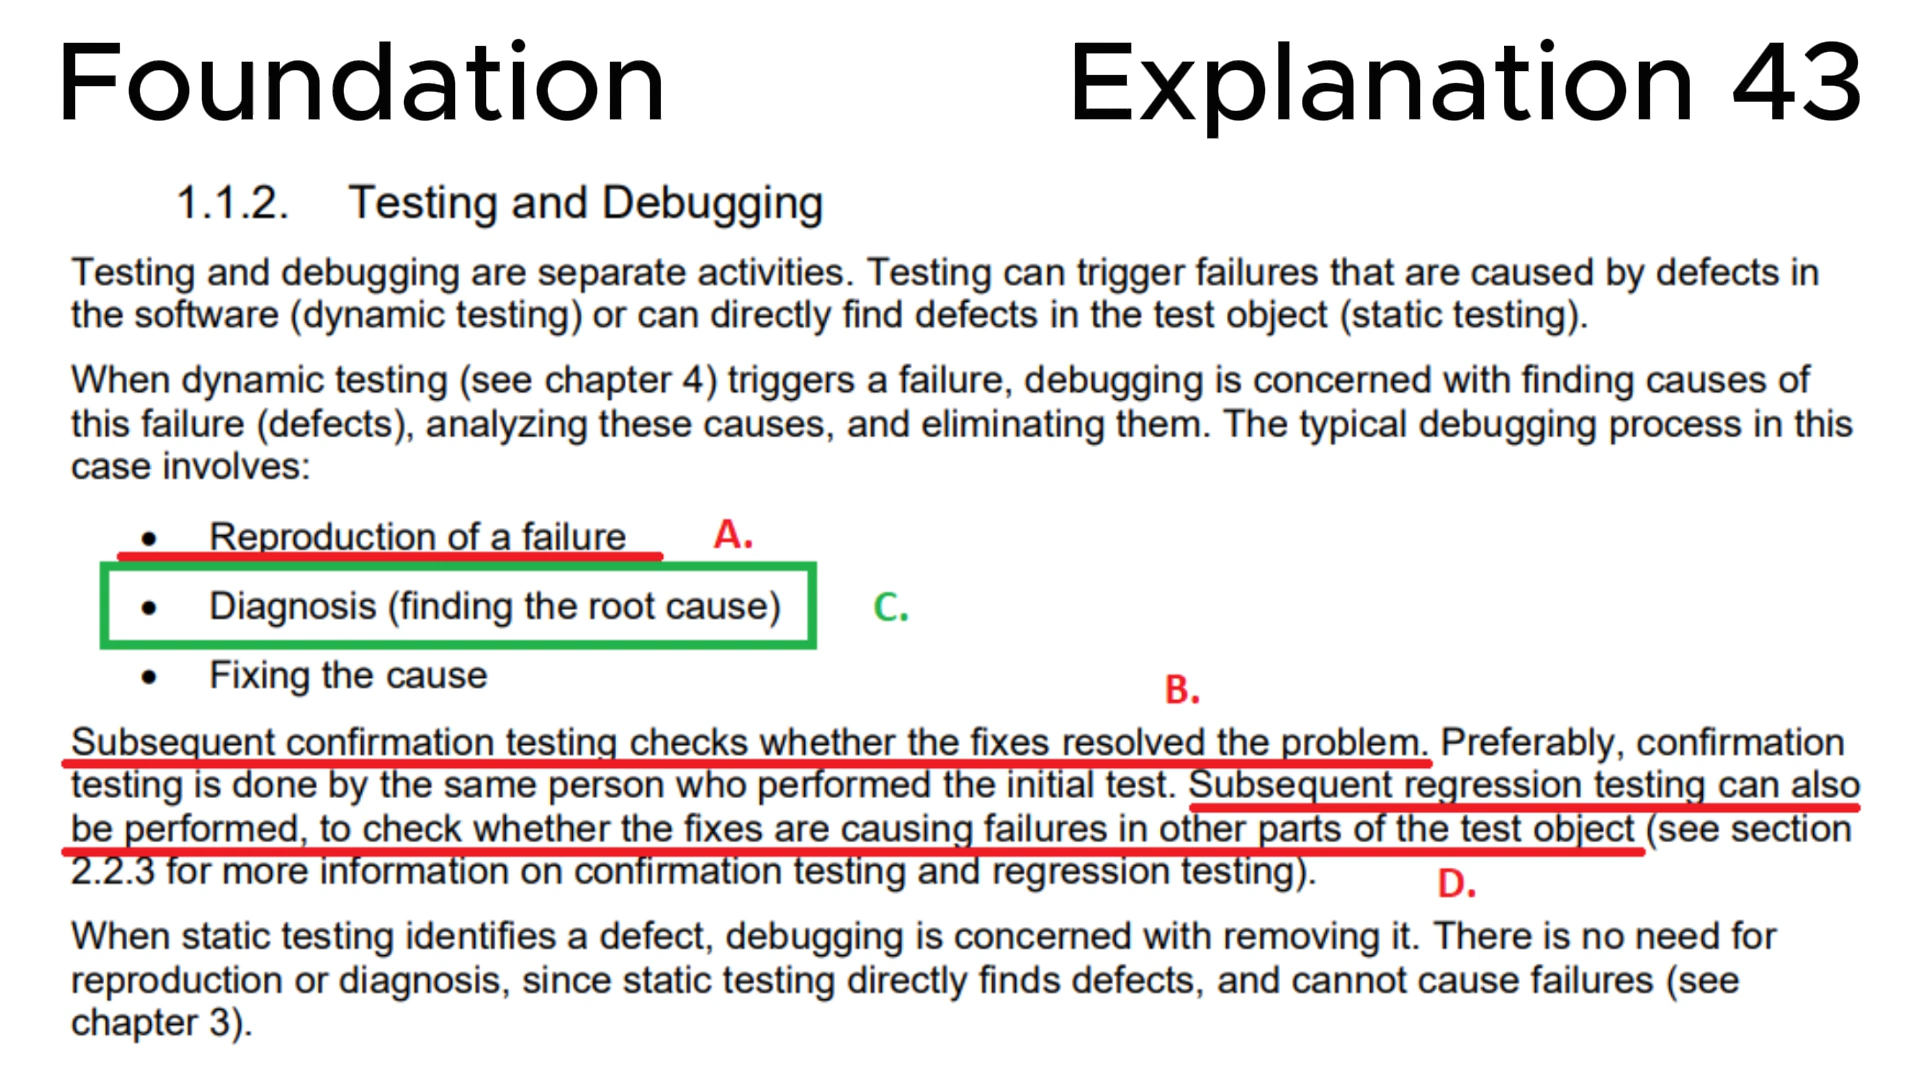 Foundation Explanation 43
1.1.2. Testing and Debugging
Testing and debugging are separate activities. Testing can trigger failures that are caused by defects in
the software (dynamic testing) or can directly find defects in the test object (static testing).
When dynamic testing (see chapter 4) triggers a failure, debugging is concerned with finding causes of
this failure (defects), analyzing these causes, and eliminating them. The typical debugging process in this
case involves:
• Reproduction of a failure A.
• Diagnosis (finding the root cause) C.
• Fixing the cause
B.
Subsequent confirmation testing checks whether the fixes resolved the problem. Preferably, confirmation
testing is done by the same person who performed the initial test. Subsequent regression testing can also
be performed, to check whether the fixes are causing failures in other parts of the test object (see section
2.2.3 for more information on confirmation testing and regression testing).
D.
When static testing identifies a defect, debugging is concerned with removing it. There is no need for
reproduction or diagnosis, since static testing directly finds defects, and cannot cause failures (see
chapter 3).